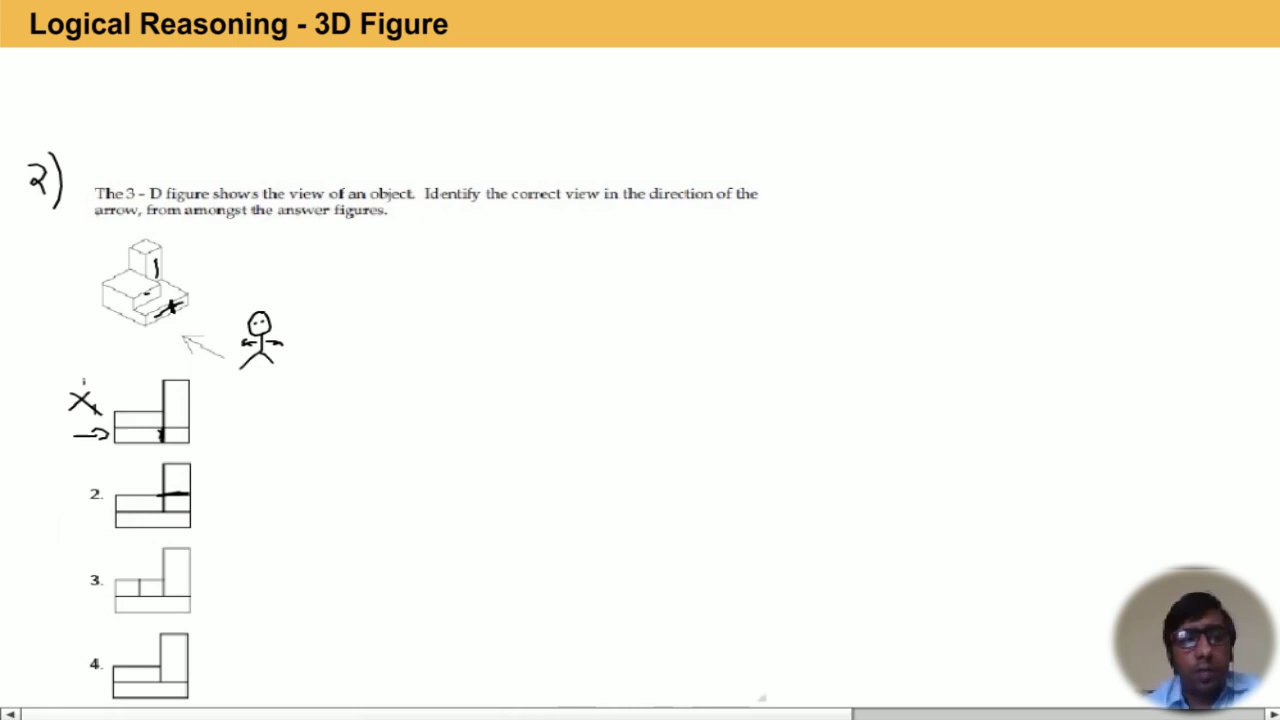 Logical Reasoning - 3D Figure
2)
The 3 - D figure shows the view of an object. Identify the correct view in the direction of the
arrow, from amongst the answer figures.
2.
3.
4.